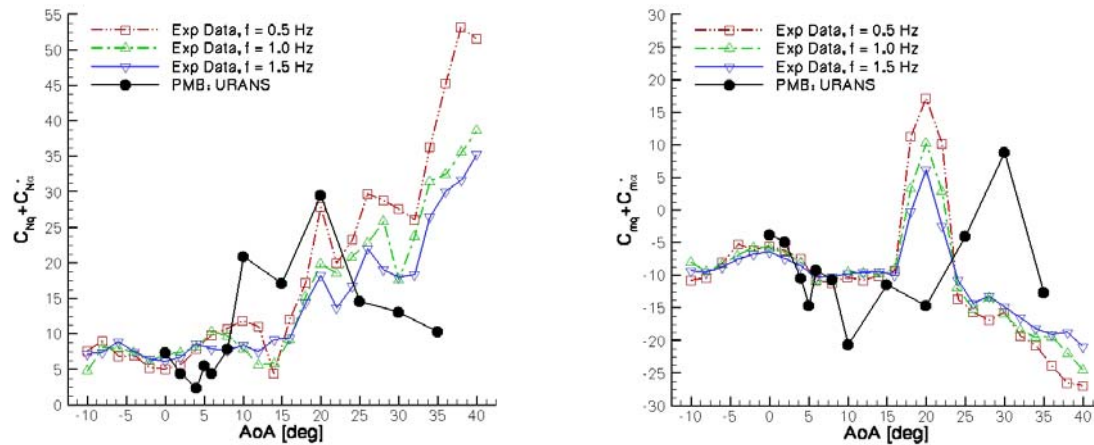 55
50
45
40
35
30
25
20
15
10
5
0
C_Nq + C_Nα̇
Exp Data, f = 0.5 Hz
Exp Data, f = 1.0 Hz
Exp Data, f = 1.5 Hz
PMB: URANS
-10 -5 0 5 10 15 20 25 30 35 40
AoA [deg]
30
25
20
15
10
5
0
-5
-10
-15
-20
-25
-30
C_mq + C_mα̇
Exp Data, f = 0.5 Hz
Exp Data, f = 1.0 Hz
Exp Data, f = 1.5 Hz
PMB: URANS
-10 -5 0 5 10 15 20 25 30 35 40
AoA [deg]